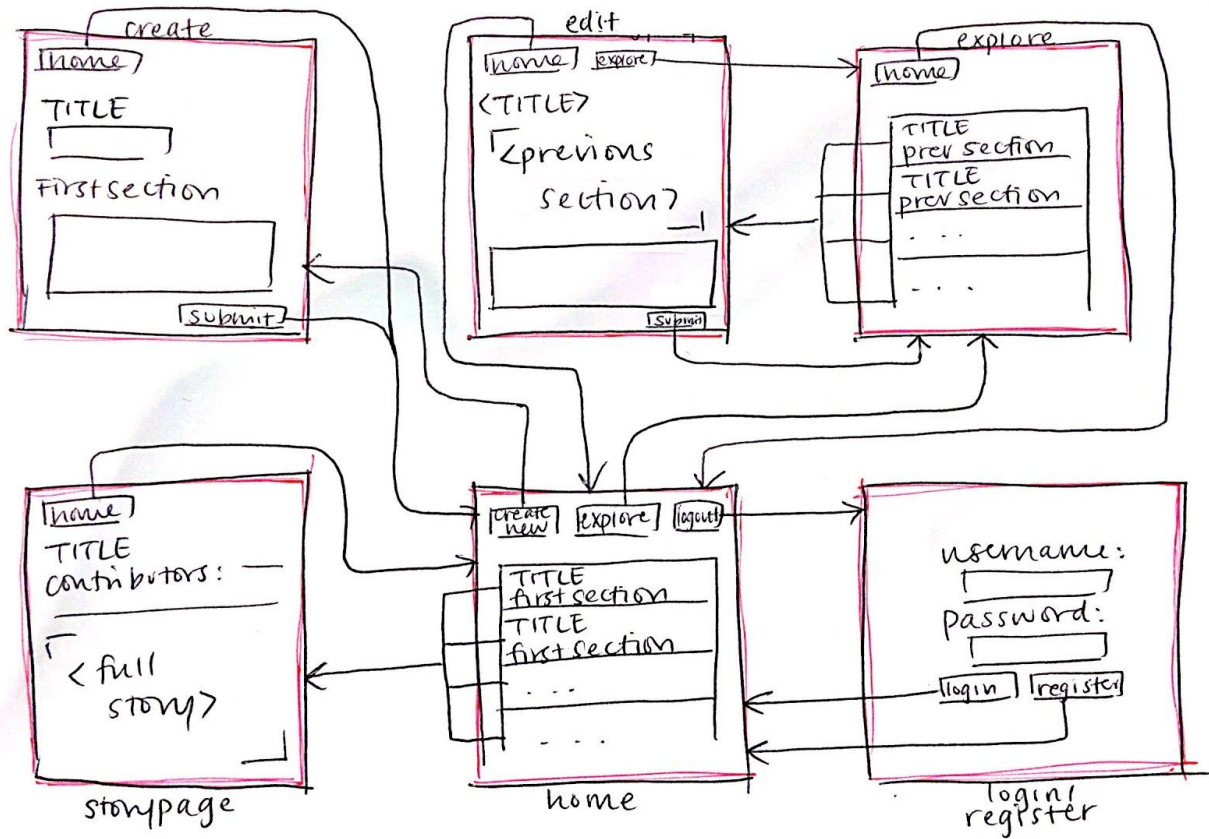 create
home
TITLE
First section
submit
edit
home explore
<TITLE>
<previous
section>
submit
explore
home
TITLE
prev section
TITLE
prev section
. . .
. . .
home
TITLE
contributors:
<full
story>
storypage
create
new
explore
logout
TITLE
first section
TITLE
first section
. . .
. . . .
home
username:
password:
login register
login/
register